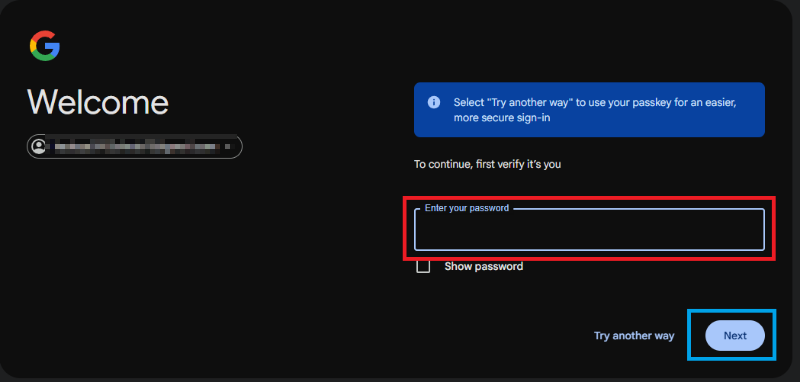 Welcome
Select "Try another way" to use your passkey for an easier,
more secure sign-in
To continue, first verify it's you
Enter your password
Show password
Try another way
Next